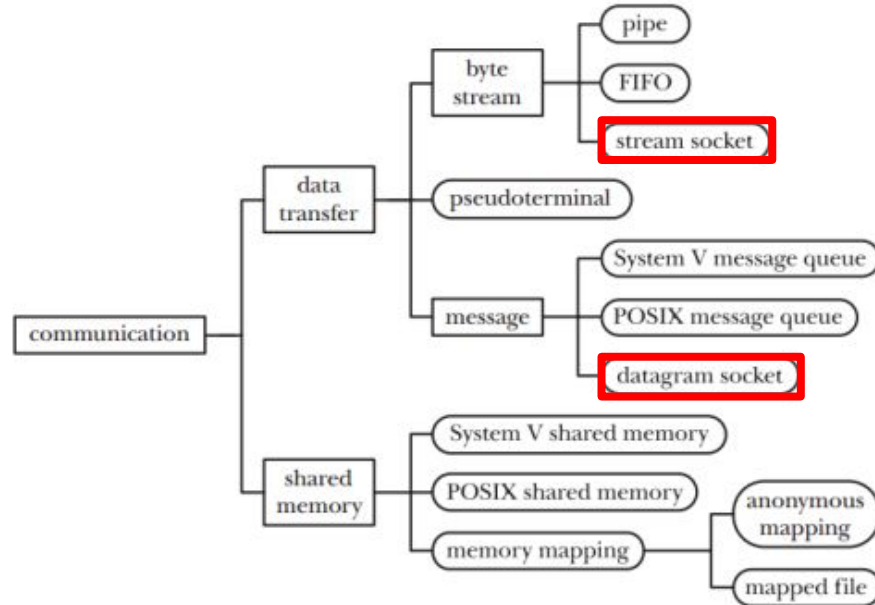 pipe
byte
stream
FIFO
stream socket
data
transfer
pseudoterminal
System V message queue
message
POSIX message queue
communication
datagram socket
System V shared memory
shared
memory
POSIX shared memory
anonymous
mapping
memory mapping
mapped file